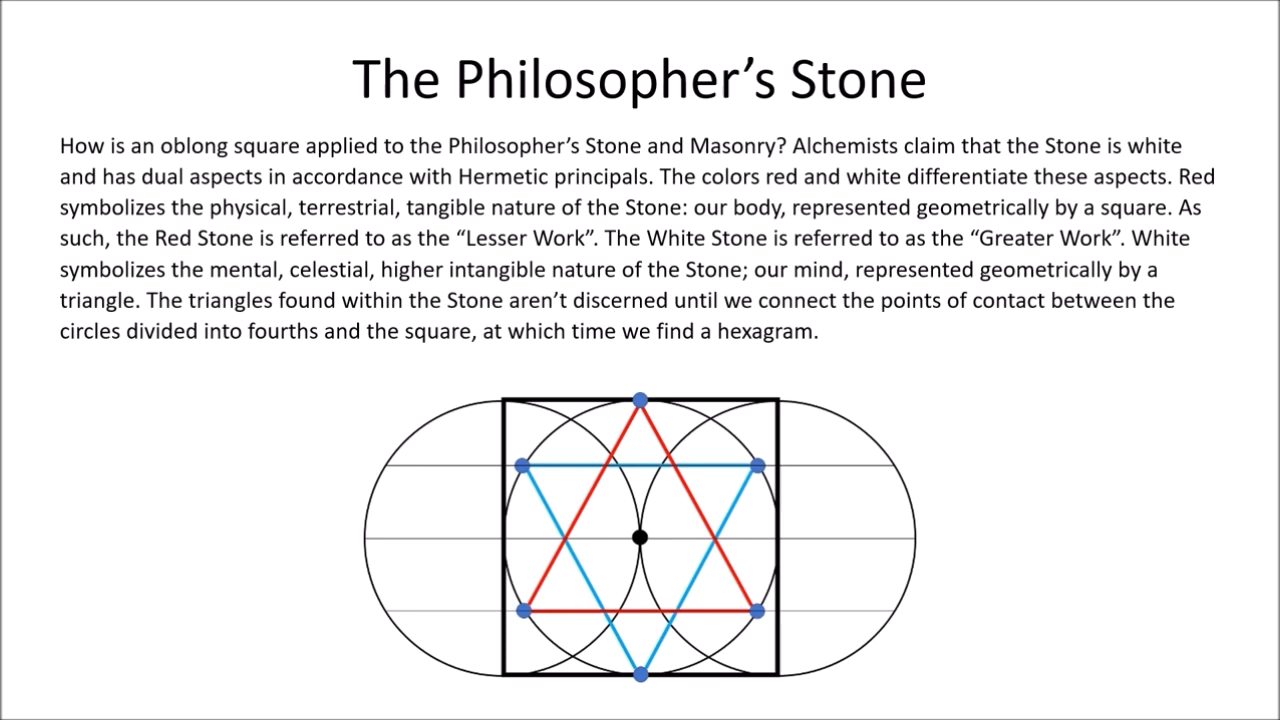 The Philosopher’s Stone
How is an oblong square applied to the Philosopher’s Stone and Masonry? Alchemists claim that the Stone is white
and has dual aspects in accordance with Hermetic principals. The colors red and white differentiate these aspects. Red
symbolizes the physical, terrestrial, tangible nature of the Stone: our body, represented geometrically by a square. As
such, the Red Stone is referred to as the “Lesser Work”. The White Stone is referred to as the “Greater Work”. White
symbolizes the mental, celestial, higher intangible nature of the Stone; our mind, represented geometrically by a
triangle. The triangles found within the Stone aren’t discerned until we connect the points of contact between the
circles divided into fourths and the square, at which time we find a hexagram.